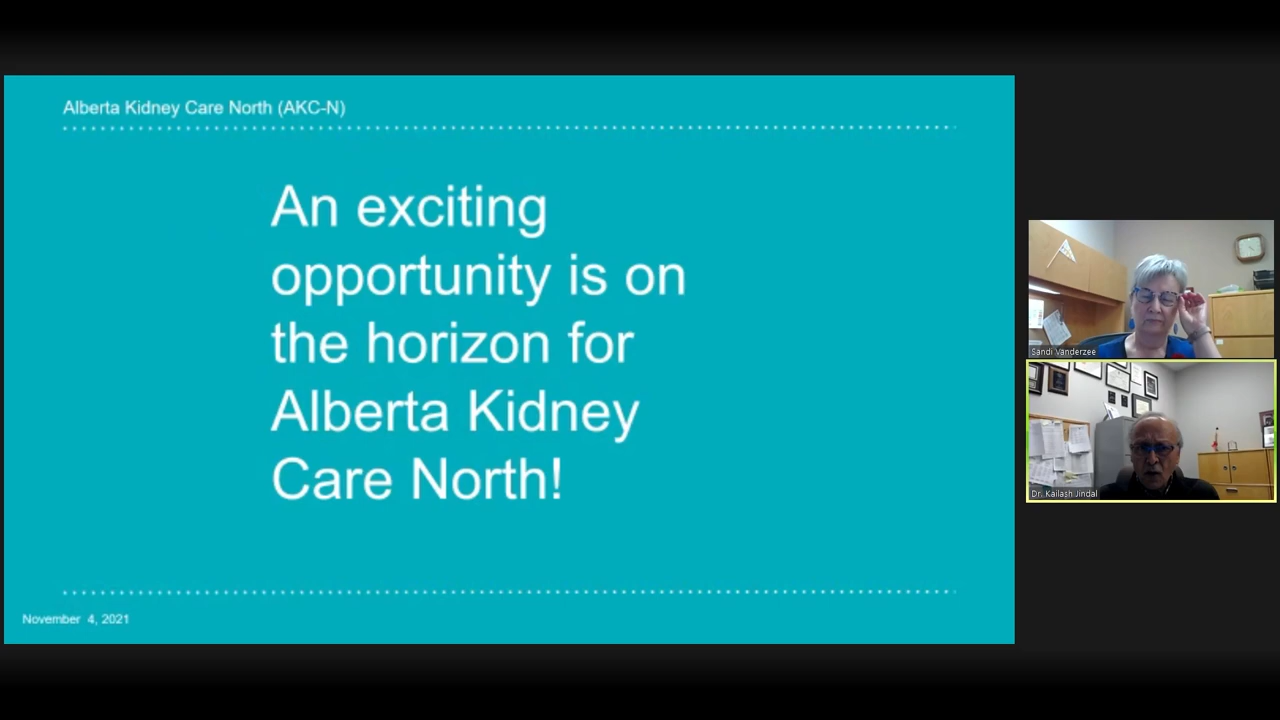 Alberta Kidney Care North (AKC-N)
An exciting
opportunity is on
the horizon for
Alberta Kidney
Care North!
November 4, 2021
Sandi Vanderzee
Dr. Kailash Jindal